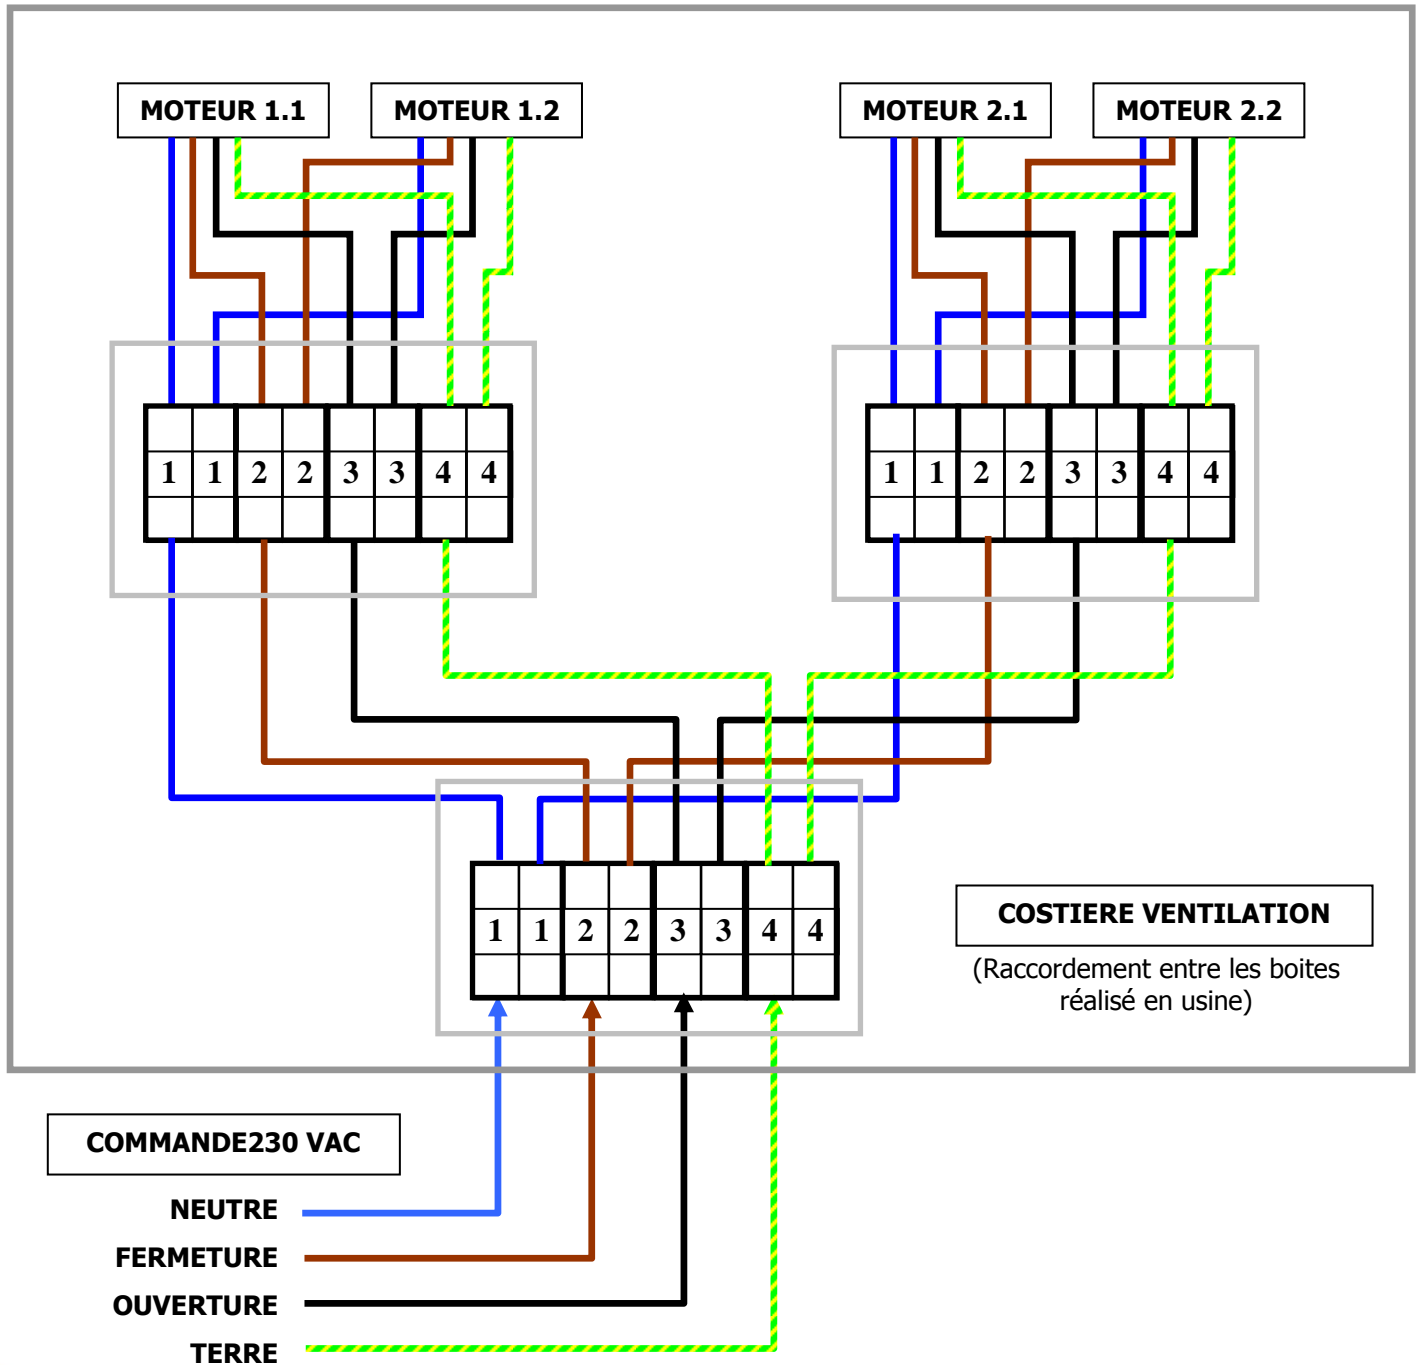 MOTEUR 1.1
MOTEUR 1.2
MOTEUR 2.1
MOTEUR 2.2
1 1 2 2 3 3 4 4
1 1 2 2 3 3 4 4
1 1 2 2 3 3 4 4
COSTIERE VENTILATION
(Raccordement entre les boites
réalisé en usine)
COMMANDE230 VAC
NEUTRE
FERMETURE
OUVERTURE
TERRE